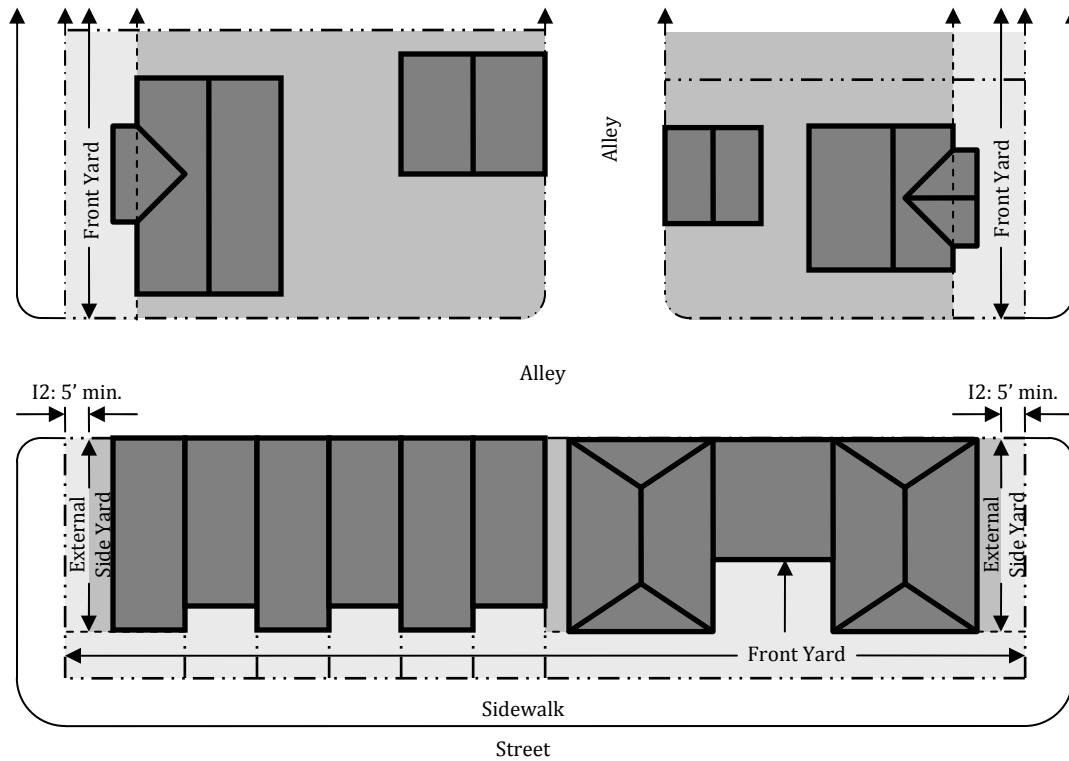 Front Yard
Alley
Front Yard
Alley
I2: 5’ min.
I2: 5’ min.
External
Side Yard
External
Side Yard
Front Yard
Sidewalk
Street